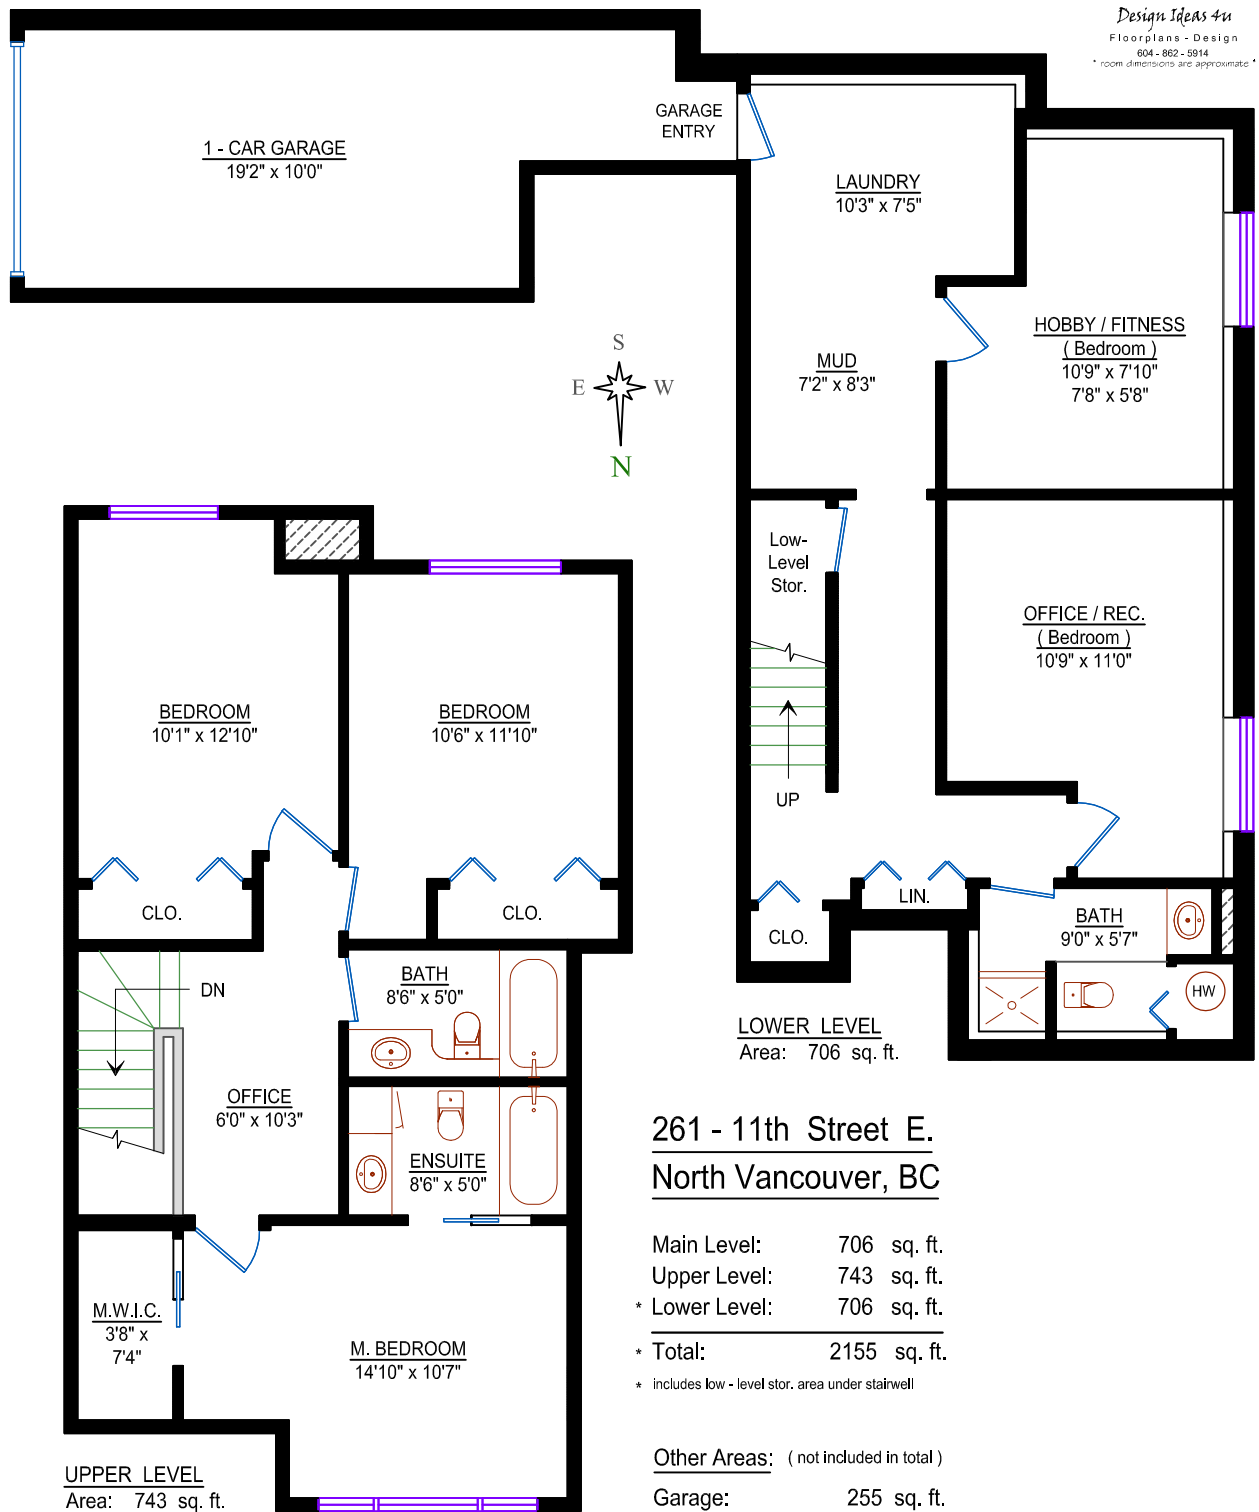 Design Ideas 4u
Floorplans - Design
604 - 862 - 5914
* room dimensions are approximate *
1 - CAR GARAGE
19'2" x 10'0"
GARAGE
ENTRY
LAUNDRY
10'3" x 7'5"
HOBBY / FITNESS
( Bedroom )
10'9" x 7'10"
7'8" x 5'8"
MUD
7'2" x 8'3"
S
E W
N
Low-
Level
Stor.
OFFICE / REC.
( Bedroom )
10'9" x 11'0"
UP
CLO.
LIN.
BATH
9'0" x 5'7"
HW
LOWER LEVEL
Area: 706 sq. ft.
BEDROOM
10'1" x 12'10"
BEDROOM
10'6" x 11'10"
CLO.
CLO.
DN
BATH
8'6" x 5'0"
OFFICE
6'0" x 10'3"
ENSUITE
8'6" x 5'0"
M.W.I.C.
3'8" x
7'4"
M. BEDROOM
14'10" x 10'7"
UPPER LEVEL
Area: 743 sq. ft.
261 - 11th Street E.
North Vancouver, BC
Main Level: 706 sq. ft.
Upper Level: 743 sq. ft.
* Lower Level: 706 sq. ft.
* Total: 2155 sq. ft.
* includes low - level stor. area under stairwell
Other Areas: ( not included in total )
Garage: 255 sq. ft.